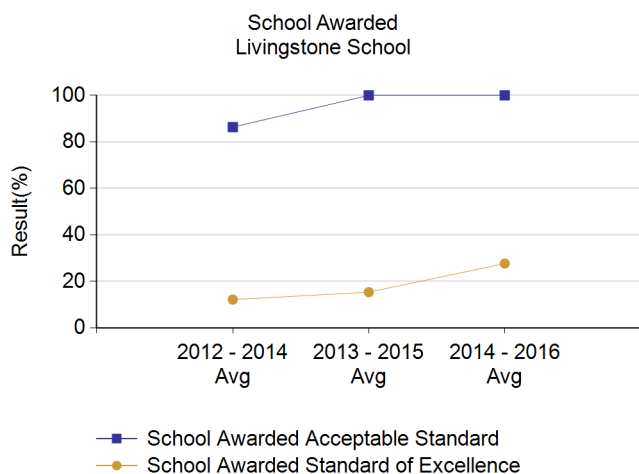 School Awarded
Livingstone School
Result(%)
100
80
60
40
20
0
2012 - 2014 2013 - 2015 2014 - 2016
Avg Avg Avg
School Awarded Acceptable Standard
School Awarded Standard of Excellence